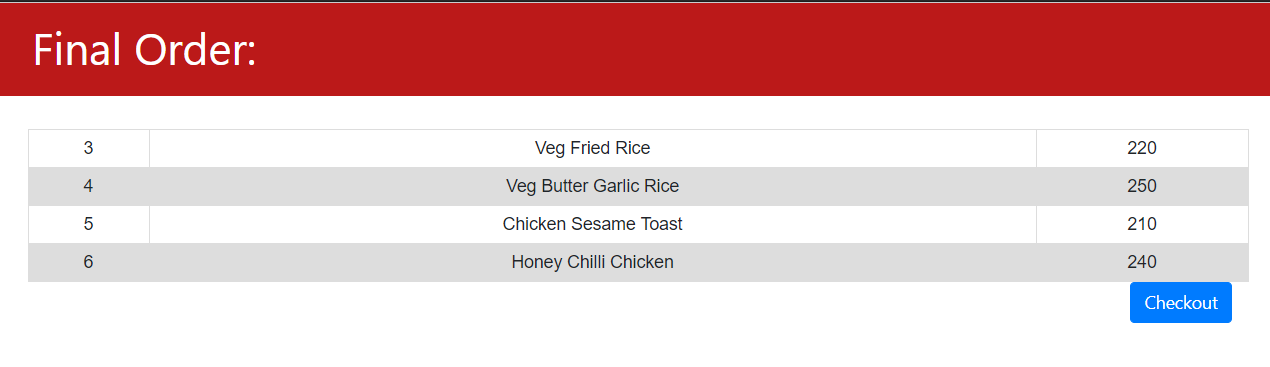 Final Order:
3 Veg Fried Rice 220
4 Veg Butter Garlic Rice 250
5 Chicken Sesame Toast 210
6 Honey Chilli Chicken 240
Checkout